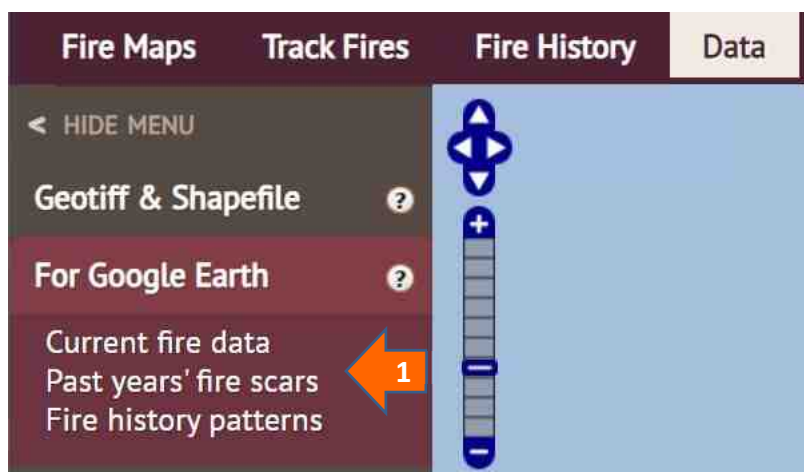 Fire Maps Track Fires Fire History Data
< HIDE MENU
Geotiff & Shapefile ?
For Google Earth ?
Current fire data
Past years' fire scars
Fire history patterns
1
+
−
−